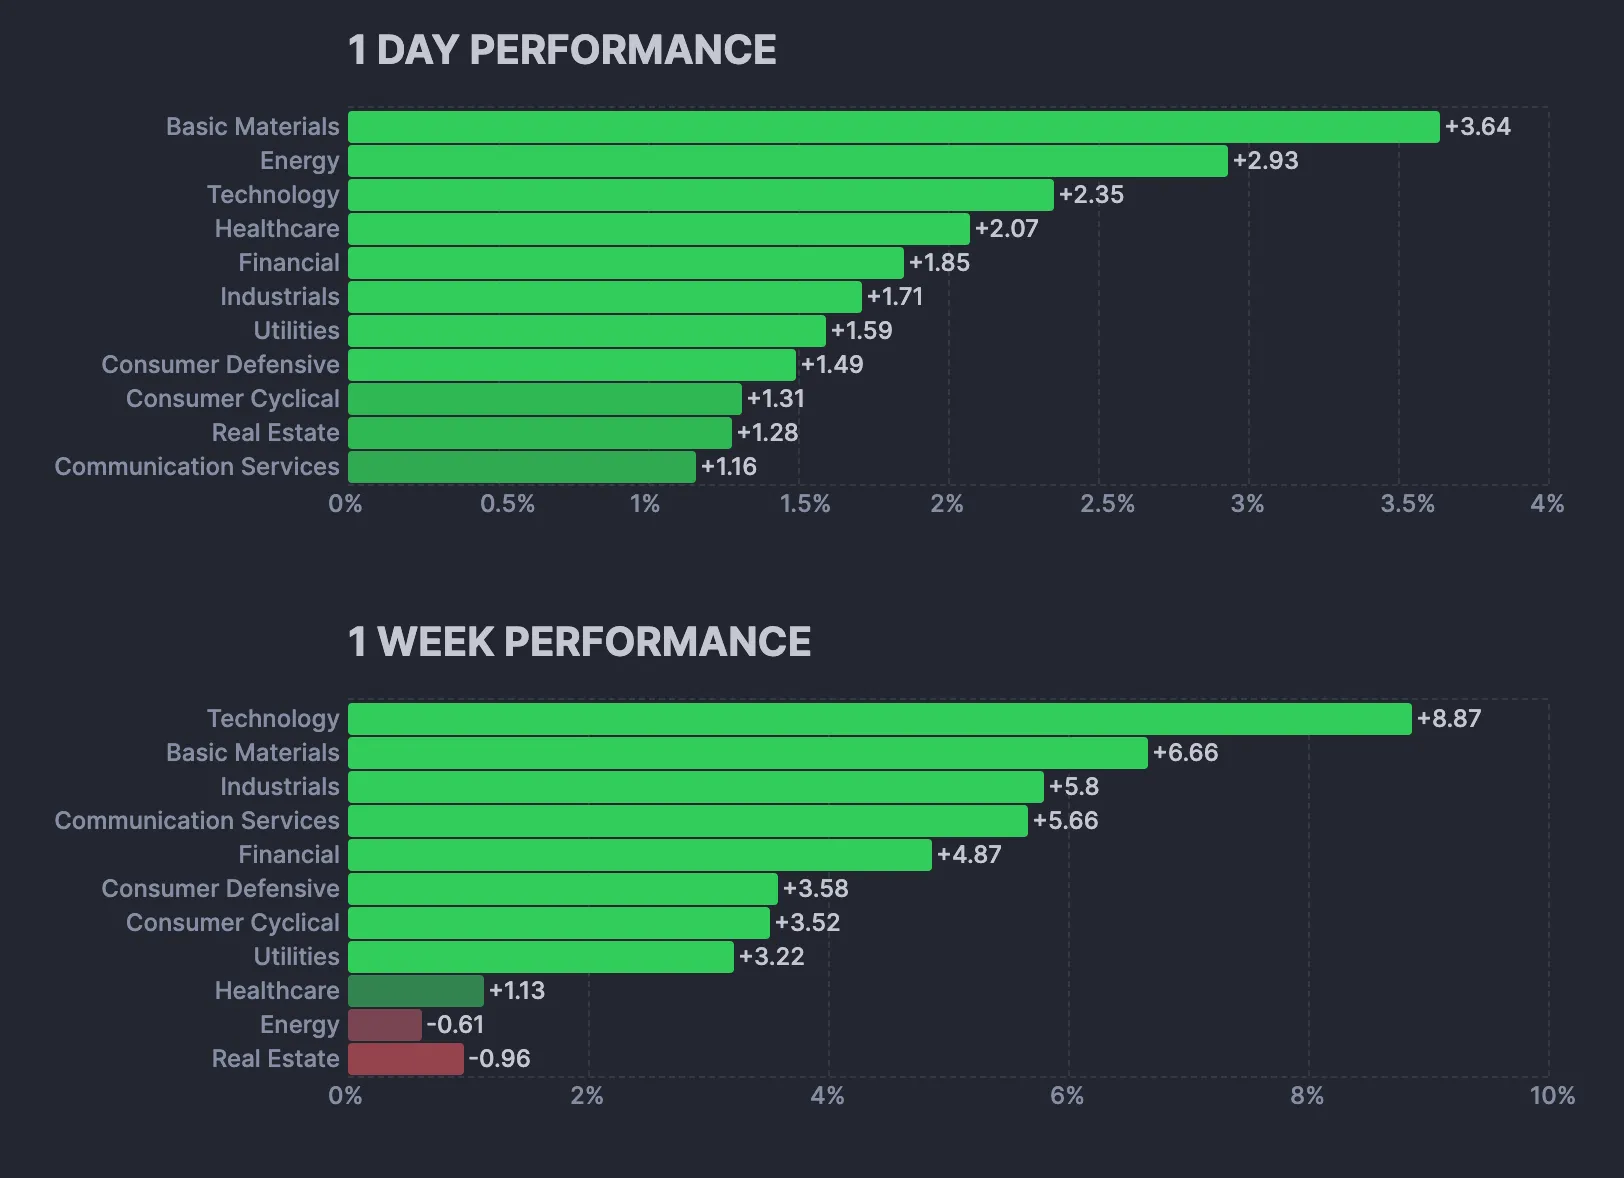 1 DAY PERFORMANCE
Basic Materials +3.64
Energy +2.93
Technology +2.35
Healthcare +2.07
Financial +1.85
Industrials +1.71
Utilities +1.59
Consumer Defensive +1.49
Consumer Cyclical +1.31
Real Estate +1.28
Communication Services +1.16
0% 0.5% 1% 1.5% 2% 2.5% 3% 3.5% 4%
1 WEEK PERFORMANCE
Technology +8.87
Basic Materials +6.66
Industrials +5.8
Communication Services +5.66
Financial +4.87
Consumer Defensive +3.58
Consumer Cyclical +3.52
Utilities +3.22
Healthcare +1.13
Energy -0.61
Real Estate -0.96
0% 2% 4% 6% 8% 10%